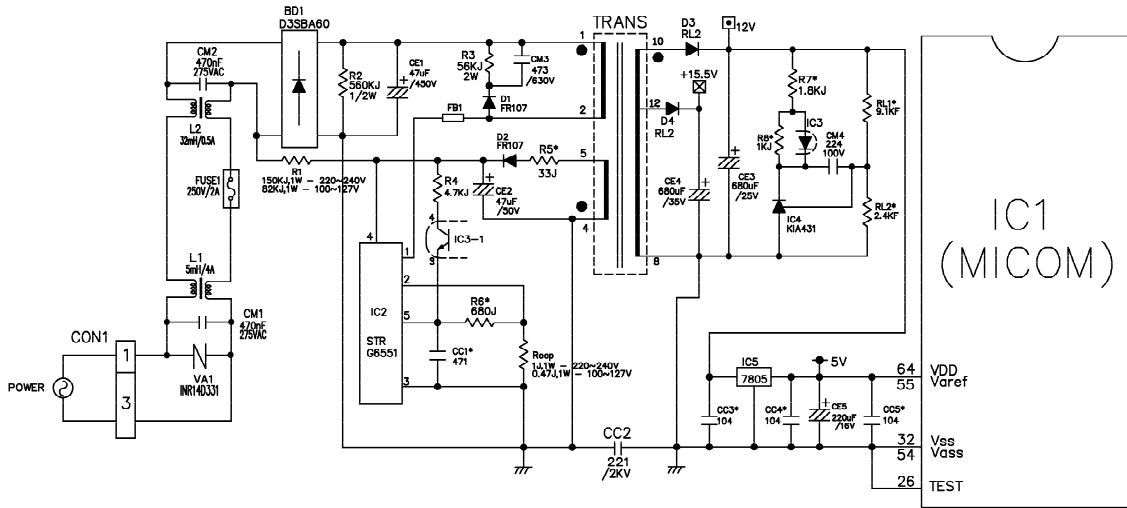 BD1
D3SBA60
CM2
470nF
275VAC
L2
32mH/0.5A
FUSE1
250V/2A
L1
5mH/4A
CM1
470nF
275VAC
CON1
1
3
POWER
VA1
INR14D331
R2
560KJ
1/2W
CE1
47uF
/450V
R3
56KJ
2W
CM3
473
/630V
D1
FR107
FB1
D2
FR107
R5*
33J
R1
150KJ,1W - 220~240V
82KJ,1W - 100~127V
R4
4.7KJ
CE2
47uF
/50V
4
3
IC3-1
4
1
2
5
3
IC2
STR
G6551
R6*
680J
CC1*
471
Rocp
1J,1W - 220~240V
0.47J,1W - 100~127V
TRANS
1
2
5
4
10
12
8
D3
RL2
12V
+15.5V
D4
RL2
CE4
680uF
/35V
CE3
680uF
/25V
R7*
1.8KJ
R8*
1KJ
IC3
CM4
224
100V
RL1*
9.1KF
RL2*
2.4KF
IC4
KIA431
CC2
221
/2KV
IC5
7805
5V
CC3*
104
CC4*
104
CE5
220uF
/16V
CC5*
104
IC1
(MICOM)
64 VDD
55 Varef
32 Vss
54 Vass
26 TEST